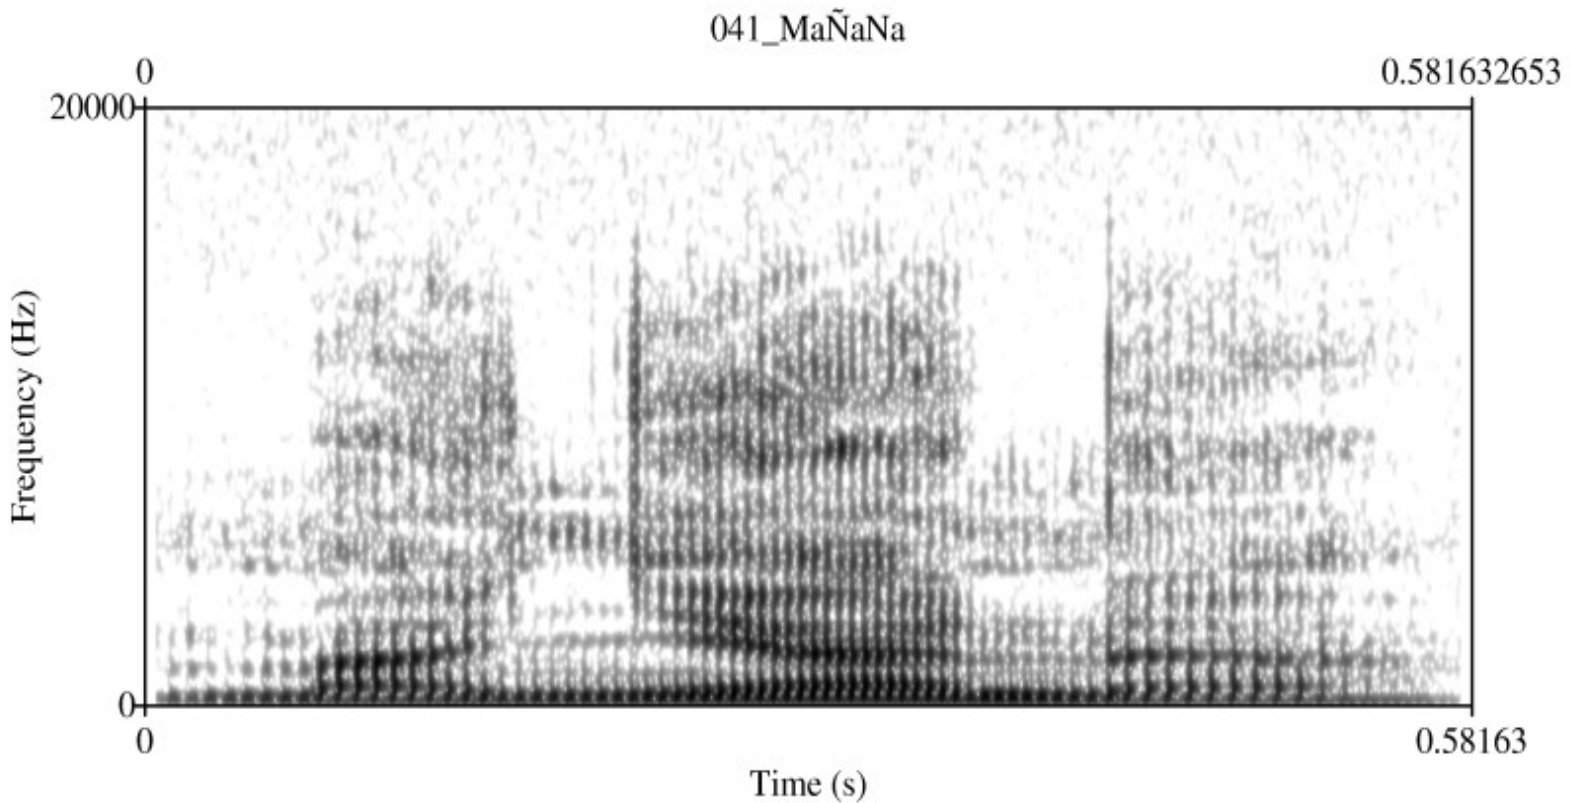 041_MaÑaNa
0 0.581632653
20000
Frequency (Hz)
0
0 0.58163
Time (s)